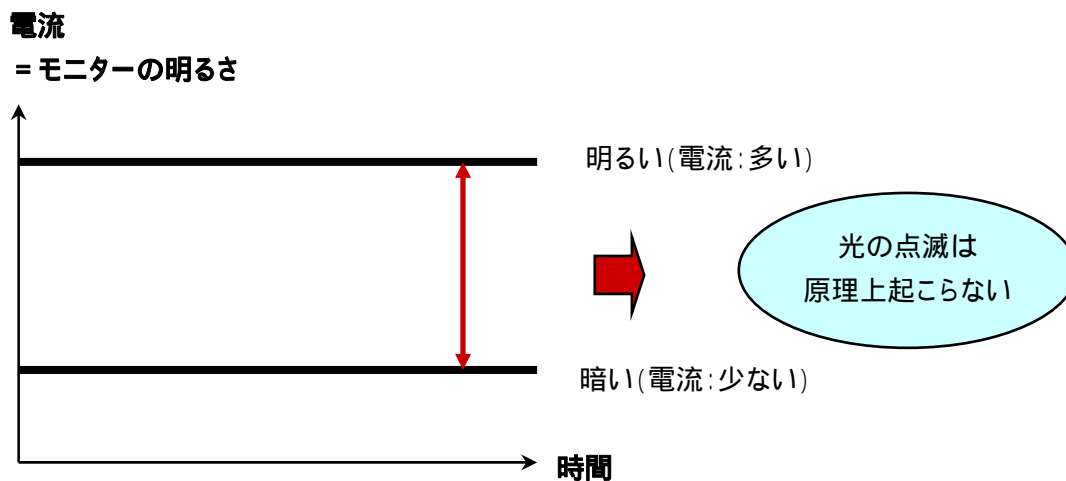 電流
=モニターの明るさ
明るい(電流:多い)
光の点滅は
原理上起こらない
暗い(電流:少ない)
時間